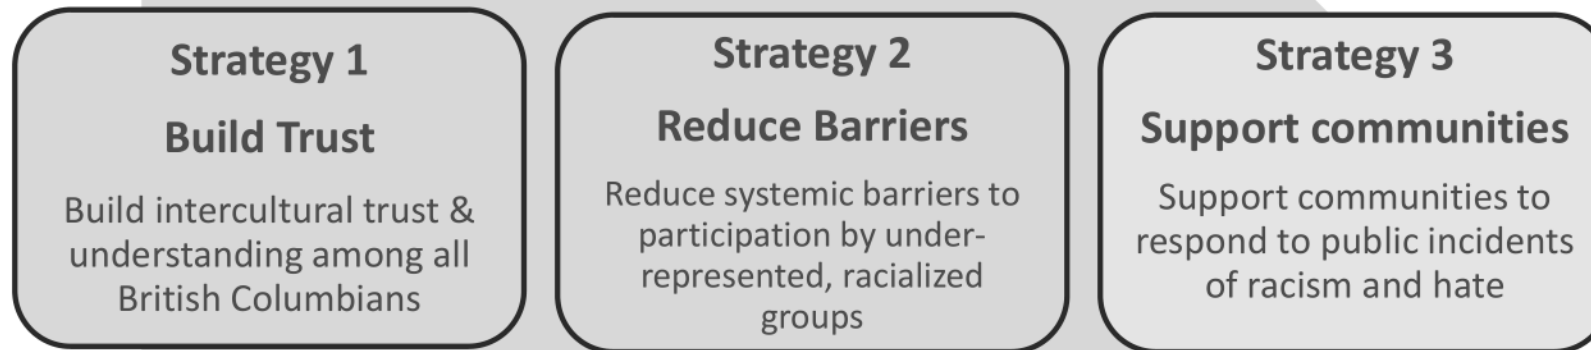 Strategy 1
Build Trust
Build intercultural trust &
understanding among all
British Columbians
Strategy 2
Reduce Barriers
Reduce systemic barriers to
participation by under-
represented, racialized
groups
Strategy 3
Support communities
Support communities to
respond to public incidents
of racism and hate